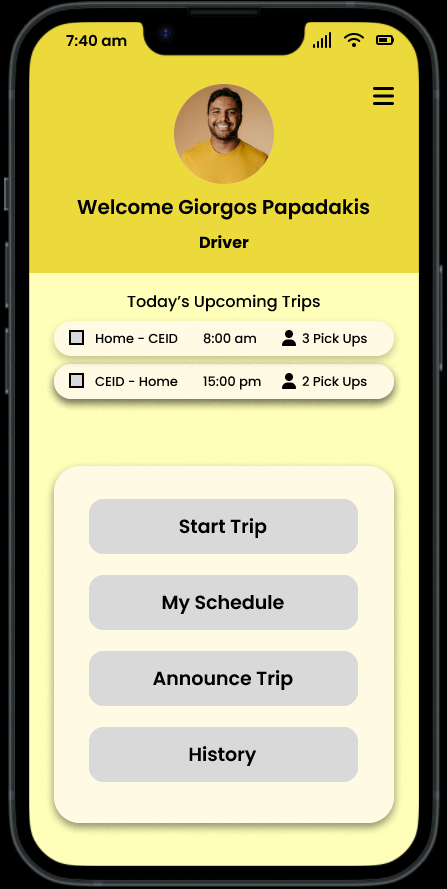 7:40 am
Welcome Giorgos Papadakis
Driver
Today's Upcoming Trips
Home - CEID 8:00 am 3 Pick Ups
CEID - Home 15:00 pm 2 Pick Ups
Start Trip
My Schedule
Announce Trip
History